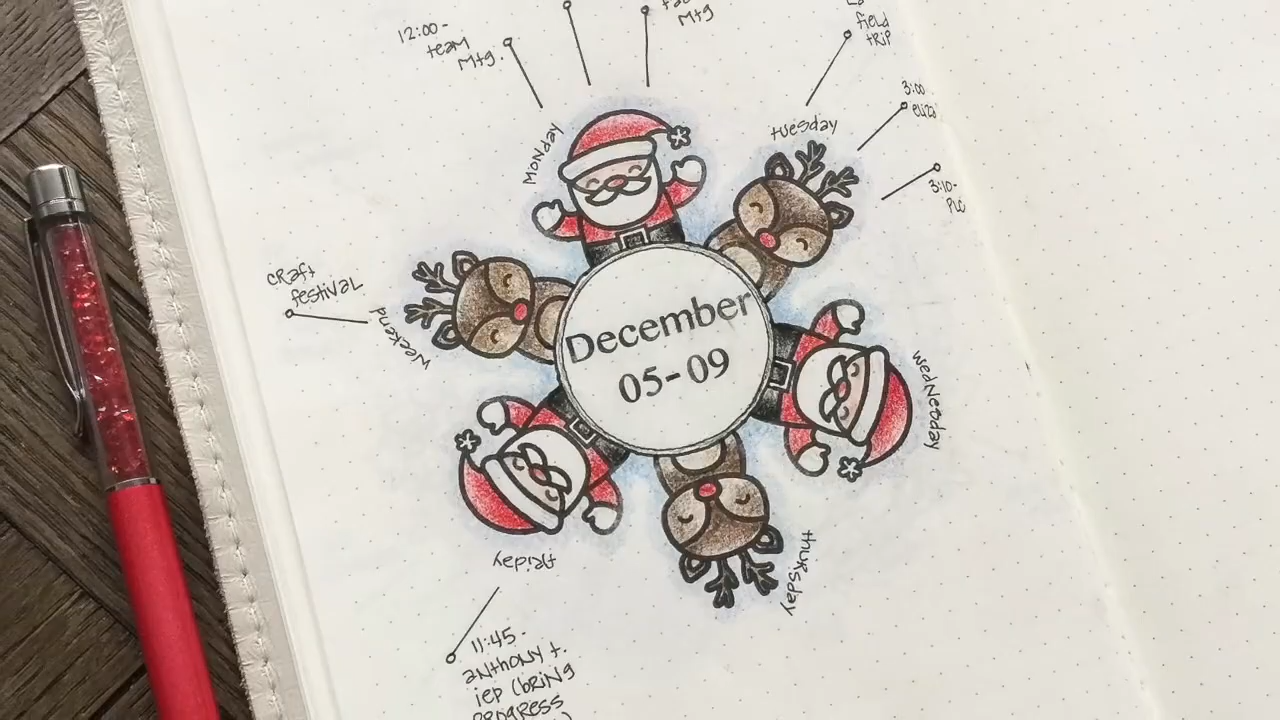 12:00-
team
Mtg.
Mtg
field
trip
Monday
tuesday
3:00
eliza
3:10-
PLC
craft
festival
weekend
December
05-09
wednesday
thursday
friday
11:45-
anthony t.
iep (bring
progress